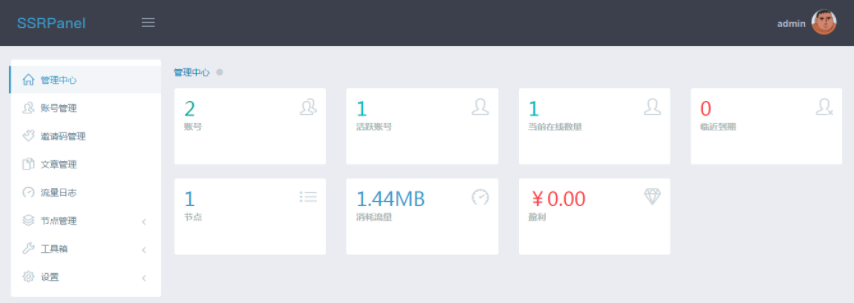 SSRPanel
admin
管理中心
账号管理
邀请码管理
文章管理
流量日志
节点管理
工具箱
设置
管理中心
2
账号
1
活跃账号
1
当前在线数量
0
临近到期
1
节点
1.44MB
消耗流量
￥0.00
盈利